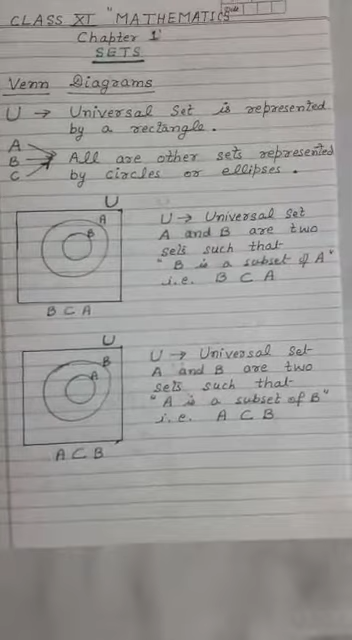 CLASS XI "MATHEMATICS
Chapter 1
SETS
Venn Diagrams
U → Universal Set is represented
by a rectangle.
A
B → All are other sets represented
C by circles or ellipses.
U
A
B
B ⊂ A
U → Universal Set
A and B are two
sets such that
"B is a subset of A"
i.e. B ⊂ A
U
B
A
A ⊂ B
U → Universal Set
A and B are two
sets such that
"A is a subset of B"
i.e. A ⊂ B